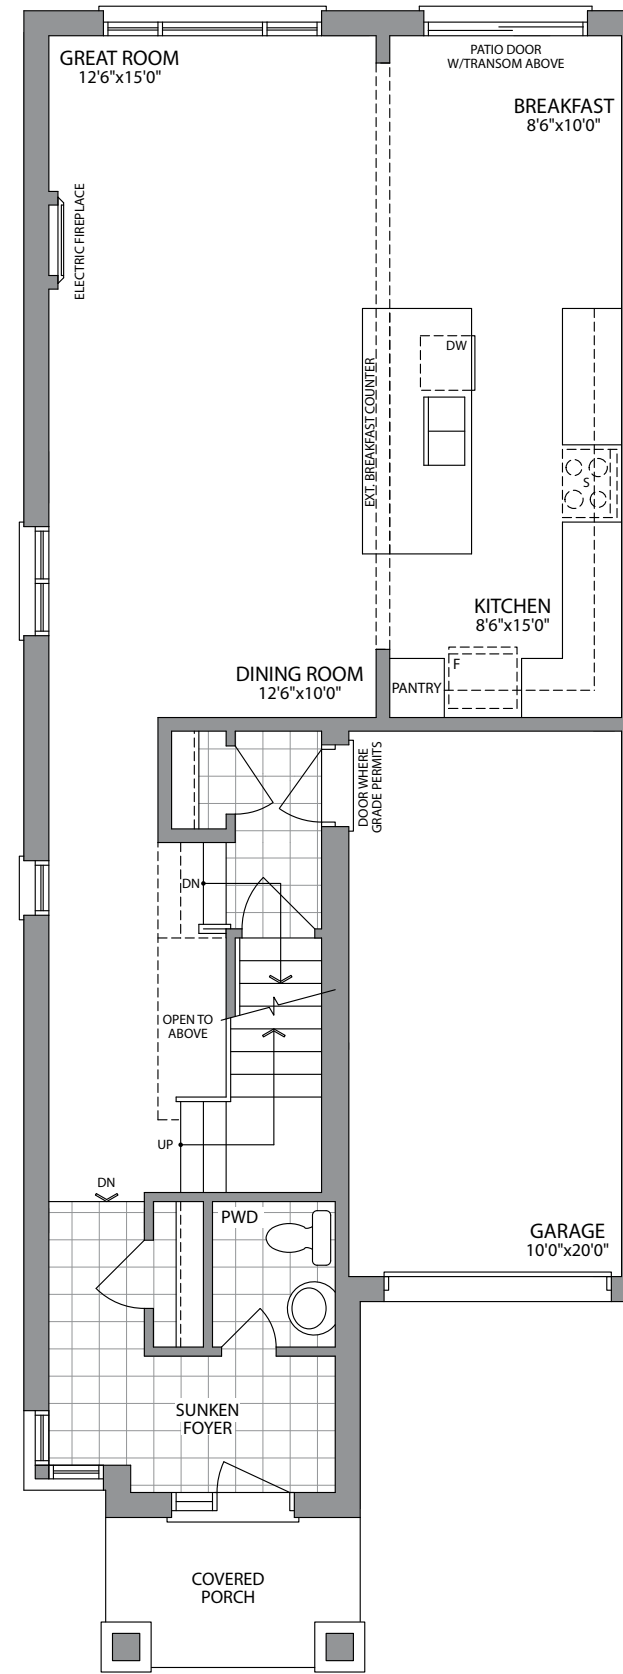 GREAT ROOM
12'6"x15'0"
PATIO DOOR
W/TRANSOM ABOVE
BREAKFAST
8'6"x10'0"
ELECTRIC FIREPLACE
DW
EXT. BREAKFAST COUNTER
S
KITCHEN
8'6"x15'0"
F
DINING ROOM
12'6"x10'0"
PANTRY
DOOR WHERE
GRADE PERMITS
DN
OPEN TO
ABOVE
UP
DN
PWD
GARAGE
10'0"x20'0"
SUNKEN
FOYER
COVERED
PORCH